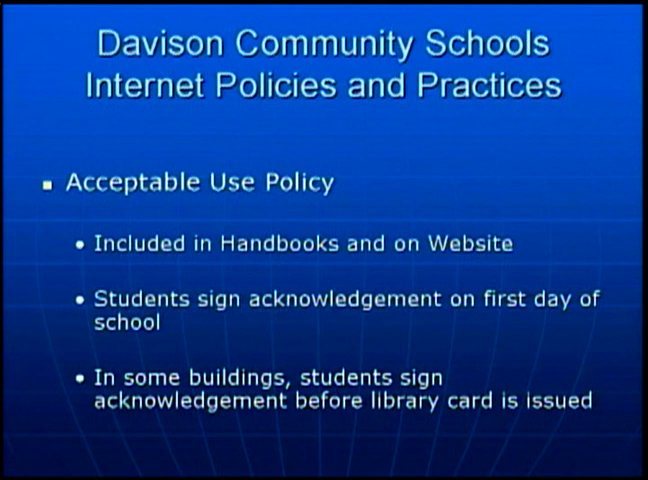 Davison Community Schools
Internet Policies and Practices
Acceptable Use Policy
Included in Handbooks and on Website
Students sign acknowledgement on first day of
school
In some buildings, students sign
acknowledgement before library card is issued